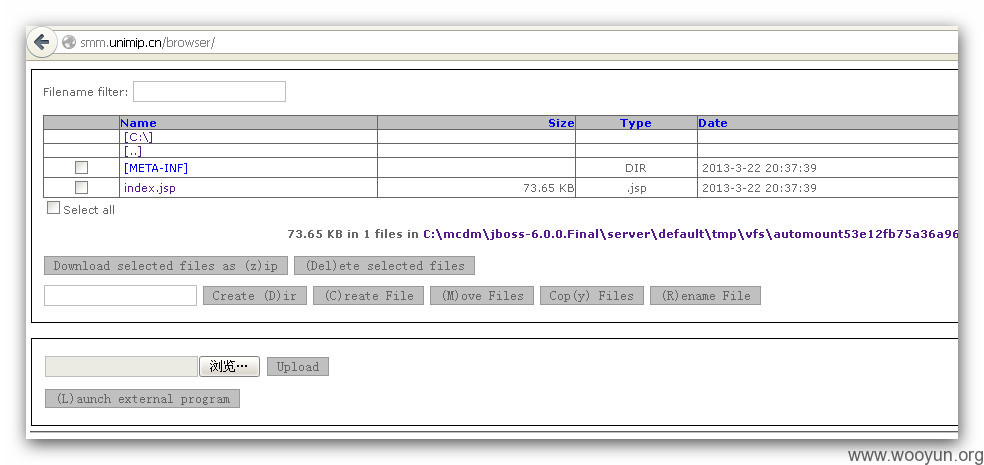 smm.unimip.cn/browser/
Filename filter:
Name Size Type Date
[C:\]
[..]
[META-INF] DIR 2013-3-22 20:37:39
index.jsp 73.65 KB .jsp 2013-3-22 20:37:39
Select all
73.65 KB in 1 files in C:\mcdm\jboss-6.0.0.Final\server\default\tmp\vfs\automount53e12fb75a36a96
Download selected files as (z)ip (Del)ete selected files
Create (D)ir (C)reate File (M)ove Files Cop(y) Files (R)ename File
浏览… Upload
(L)aunch external program
www.wooyun.org